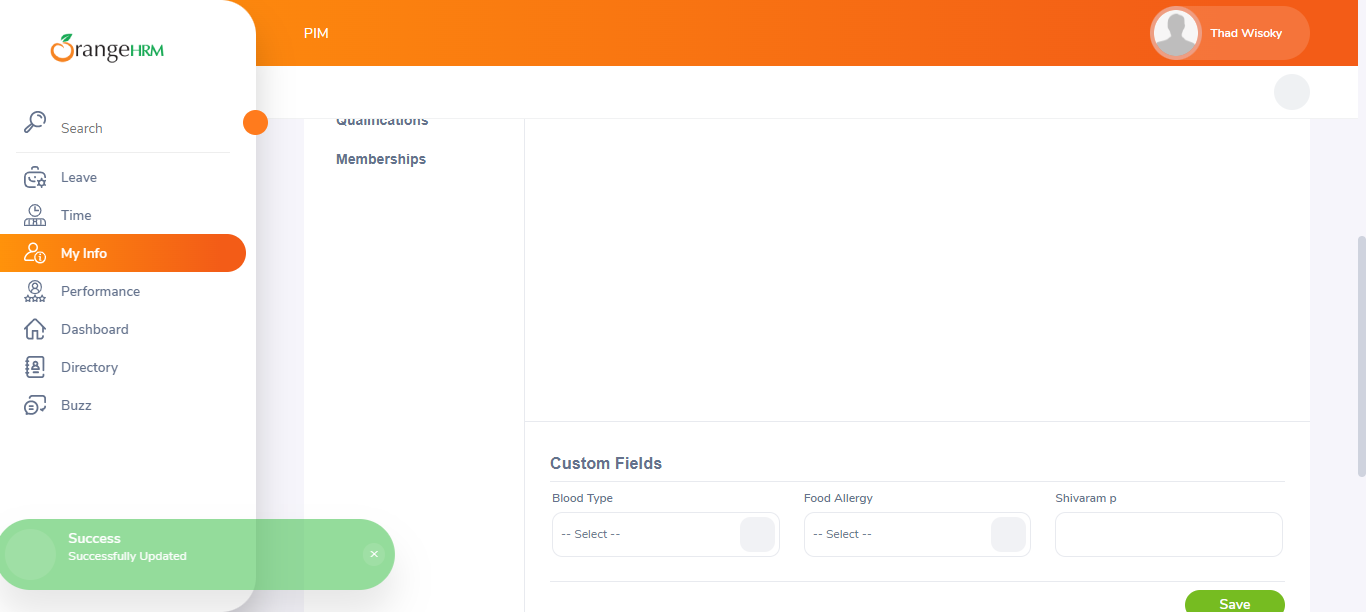 OrangeHRM
PIM
Thad Wisoky
Search
Leave
Time
My Info
Performance
Dashboard
Directory
Buzz
Qualifications
Memberships
Custom Fields
Blood Type
Food Allergy
Shivaram p
-- Select --
-- Select --
Save
Success
Successfully Updated
×